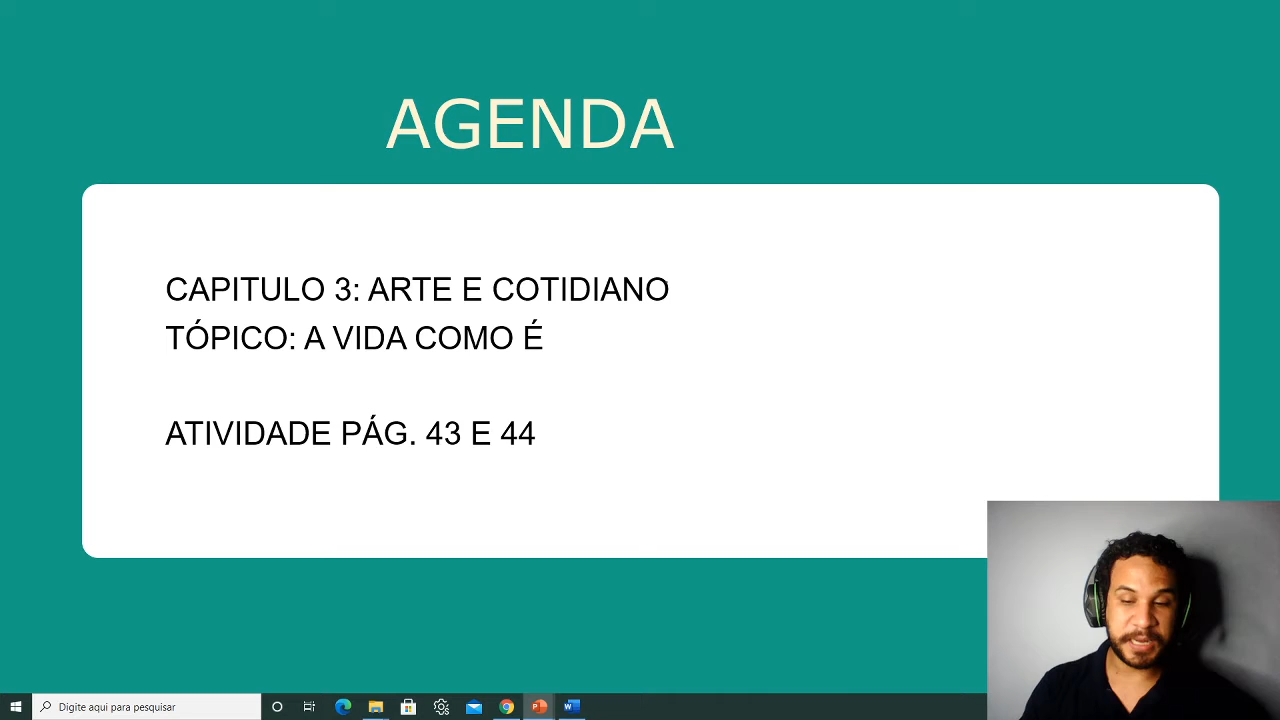 AGENDA
CAPITULO 3: ARTE E COTIDIANO
TÓPICO: A VIDA COMO É
ATIVIDADE PÁG. 43 E 44
Digite aqui para pesquisar